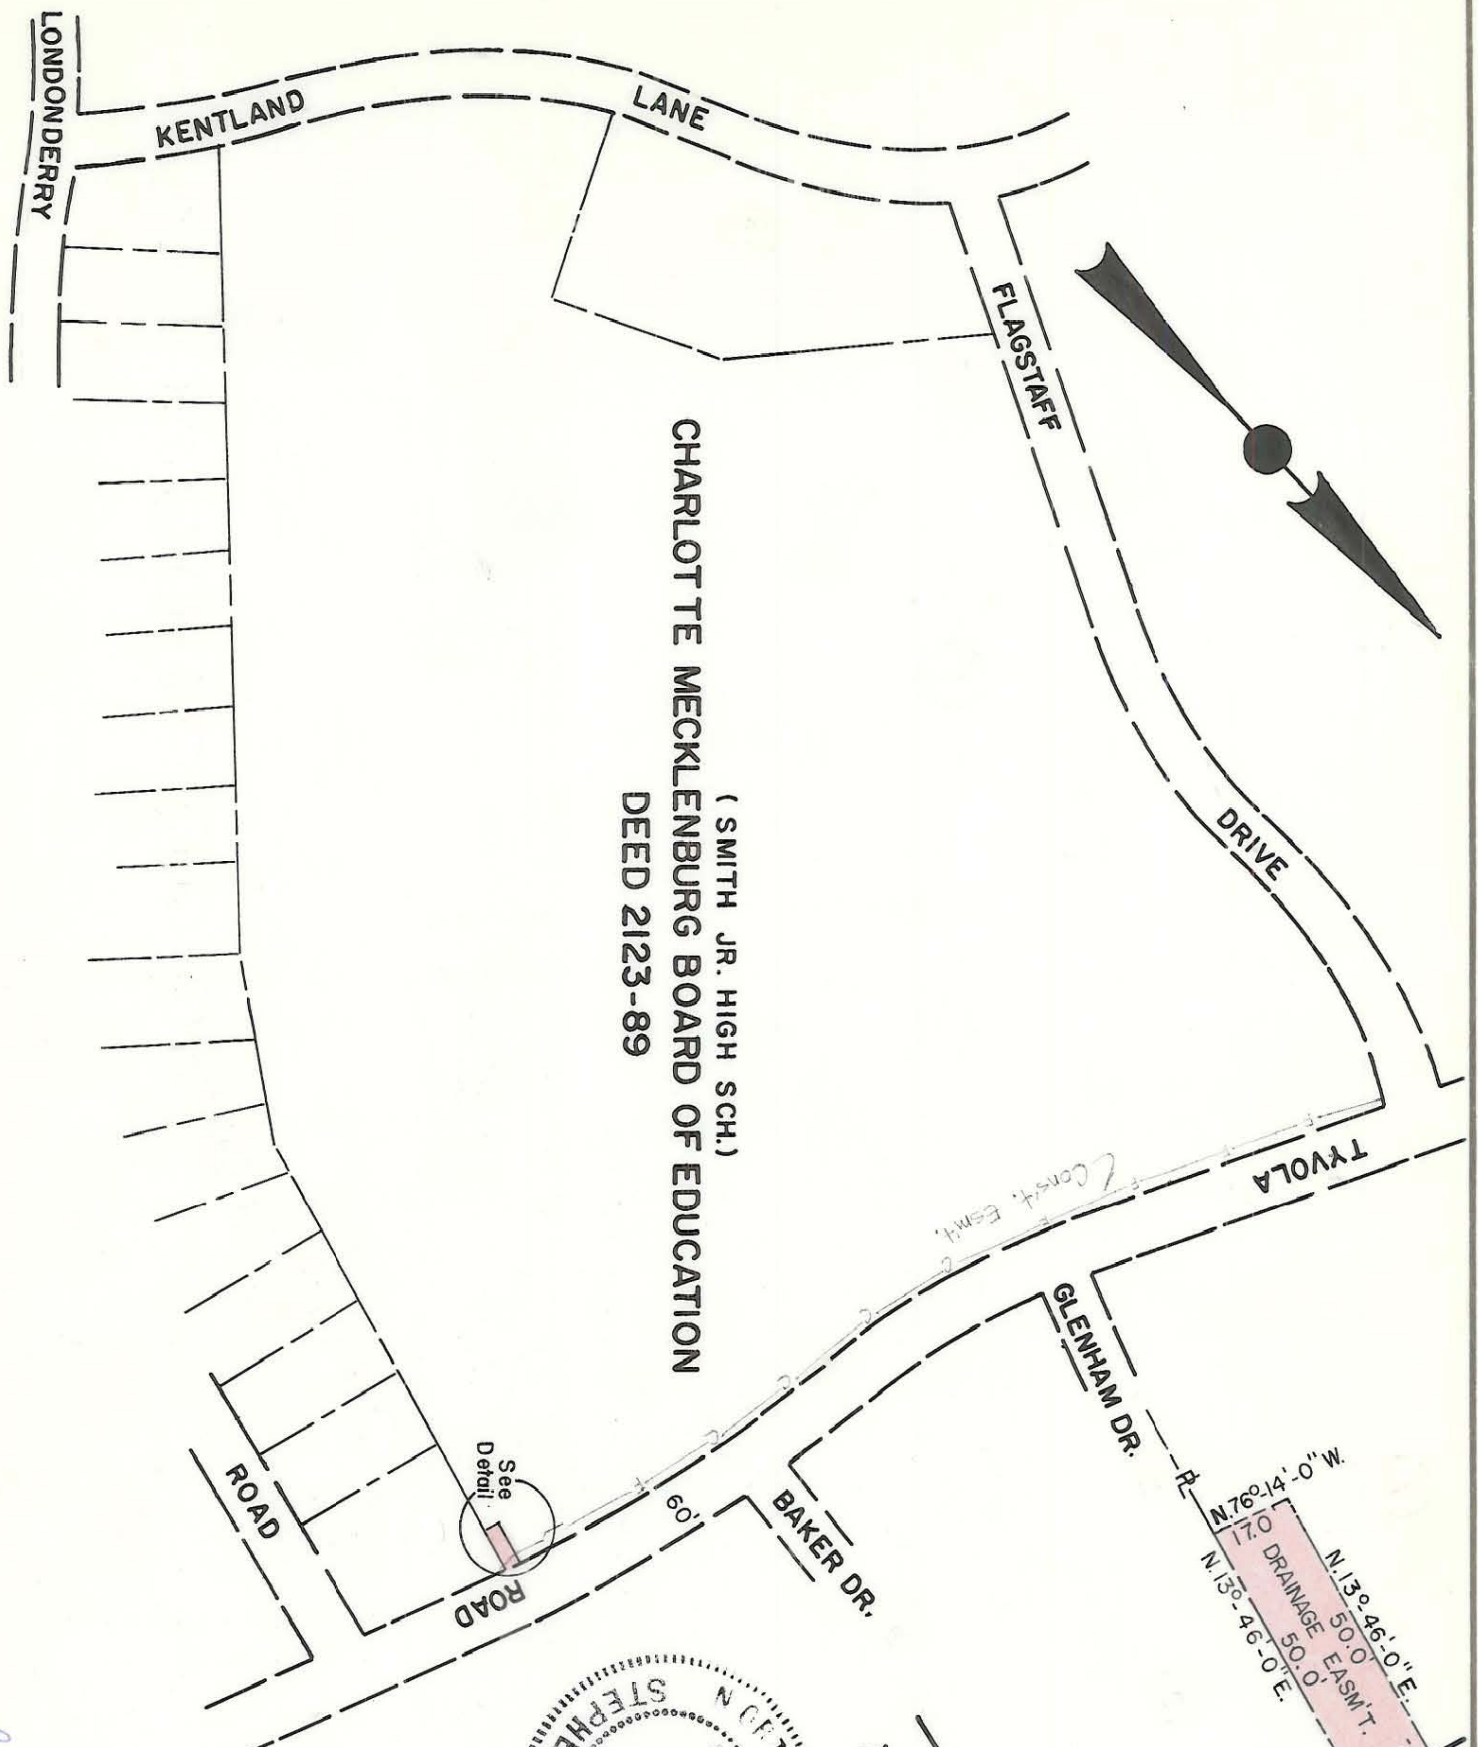 LONDONDERRY
KENTLAND
LANE
FLAGSTAFF
DRIVE
(SMITH JR. HIGH SCH.)
CHARLOTTE MECKLENBURG BOARD OF EDUCATION
DEED 2123-89
TYVOLA
Const. Esm't.
GLENHAM DR.
BAKER DR.
60'
ROAD
ROAD
See
Detail
PL
N.76°-14'-0"W.
17.0
N.13°-46'-0"E.
50.0'
DRAINAGE EASM'T.
50.0'
N.13°-46'-0"E.